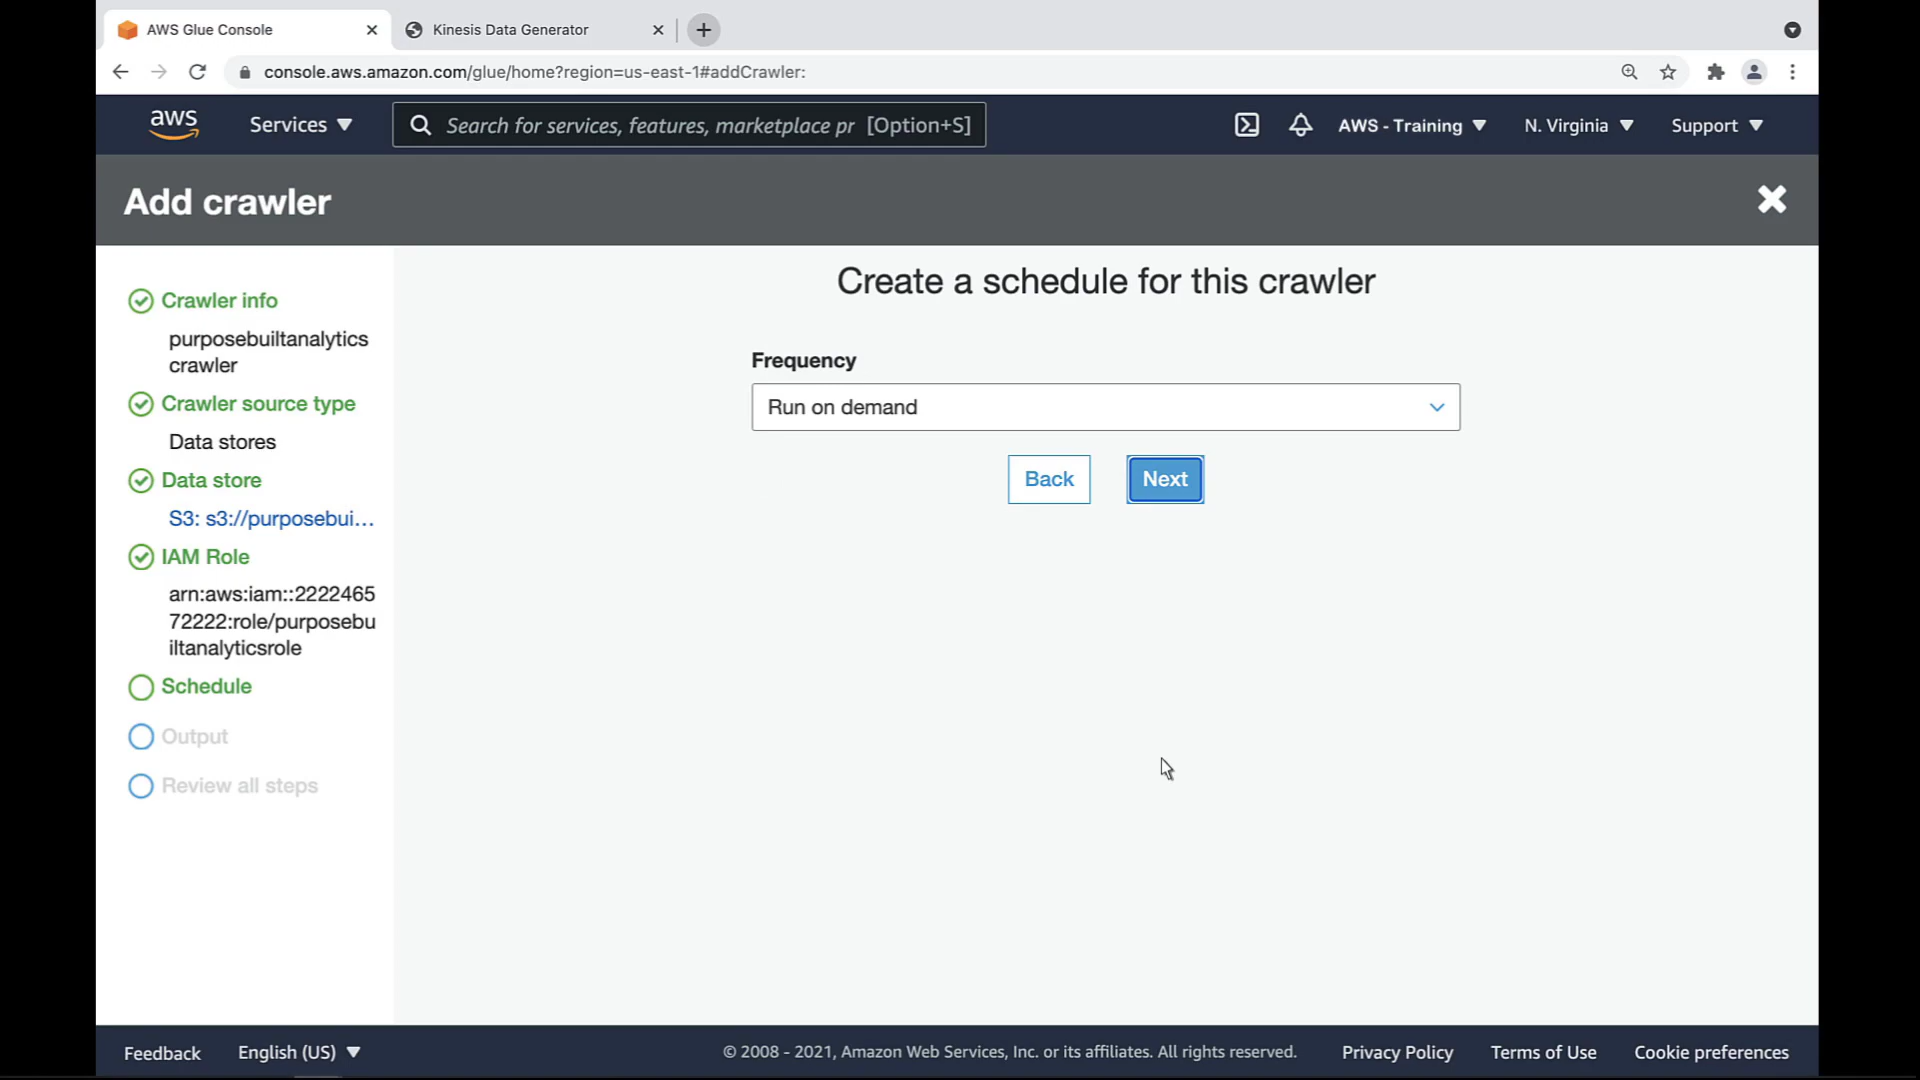 AWS Glue Console
Kinesis Data Generator
console.aws.amazon.com/glue/home?region=us-east-1#addCrawler:
aws
Services
Search for services, features, marketplace pr [Option+S]
AWS - Training
N. Virginia
Support
Add crawler
Crawler info
purposebuiltanalytics
crawler
Crawler source type
Data stores
Data store
S3: s3://purposebui...
IAM Role
arn:aws:iam::2222465
72222:role/purposebu
iltanalyticsrole
Schedule
Output
Review all steps
Create a schedule for this crawler
Frequency
Run on demand
Back
Next
Feedback
English (US)
© 2008 - 2021, Amazon Web Services, Inc. or its affiliates. All rights reserved.
Privacy Policy
Terms of Use
Cookie preferences